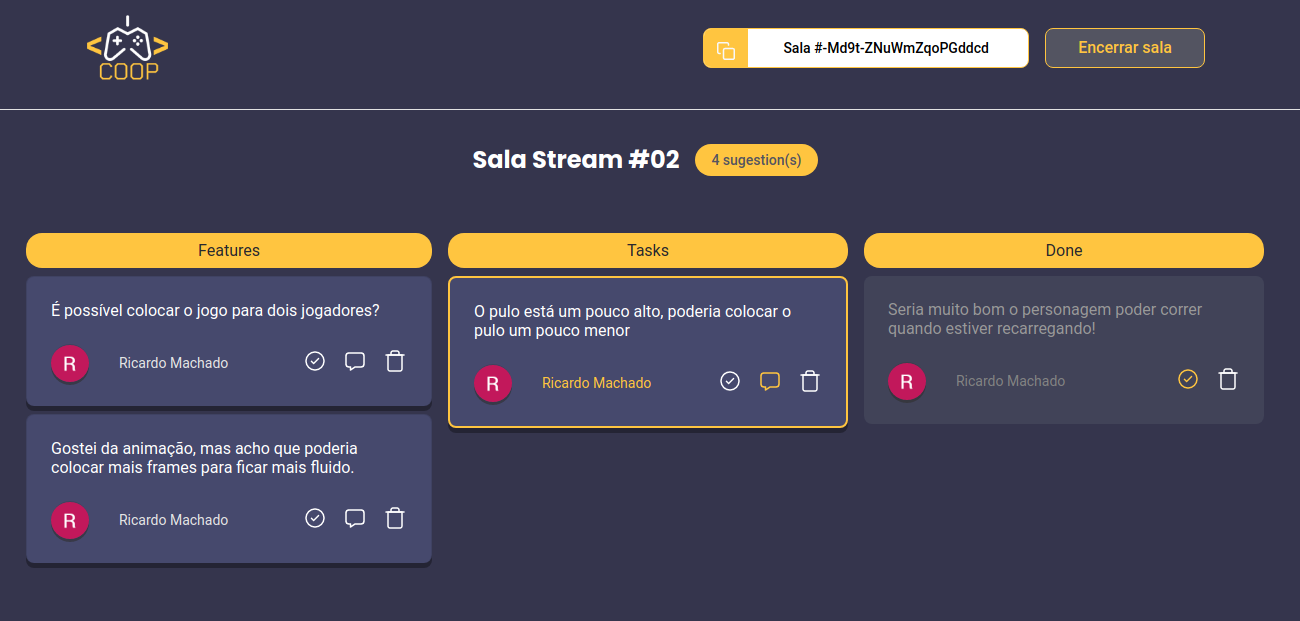 COOP
Sala #-Md9t-ZNuWmZqoPGddcd
Encerrar sala
Sala Stream #02
4 sugestion(s)
Features
É possível colocar o jogo para dois jogadores?
R
Ricardo Machado
Gostei da animação, mas acho que poderia
colocar mais frames para ficar mais fluido.
R
Ricardo Machado
Tasks
O pulo está um pouco alto, poderia colocar o
pulo um pouco menor
R
Ricardo Machado
Done
Seria muito bom o personagem poder correr
quando estiver recarregando!
R
Ricardo Machado